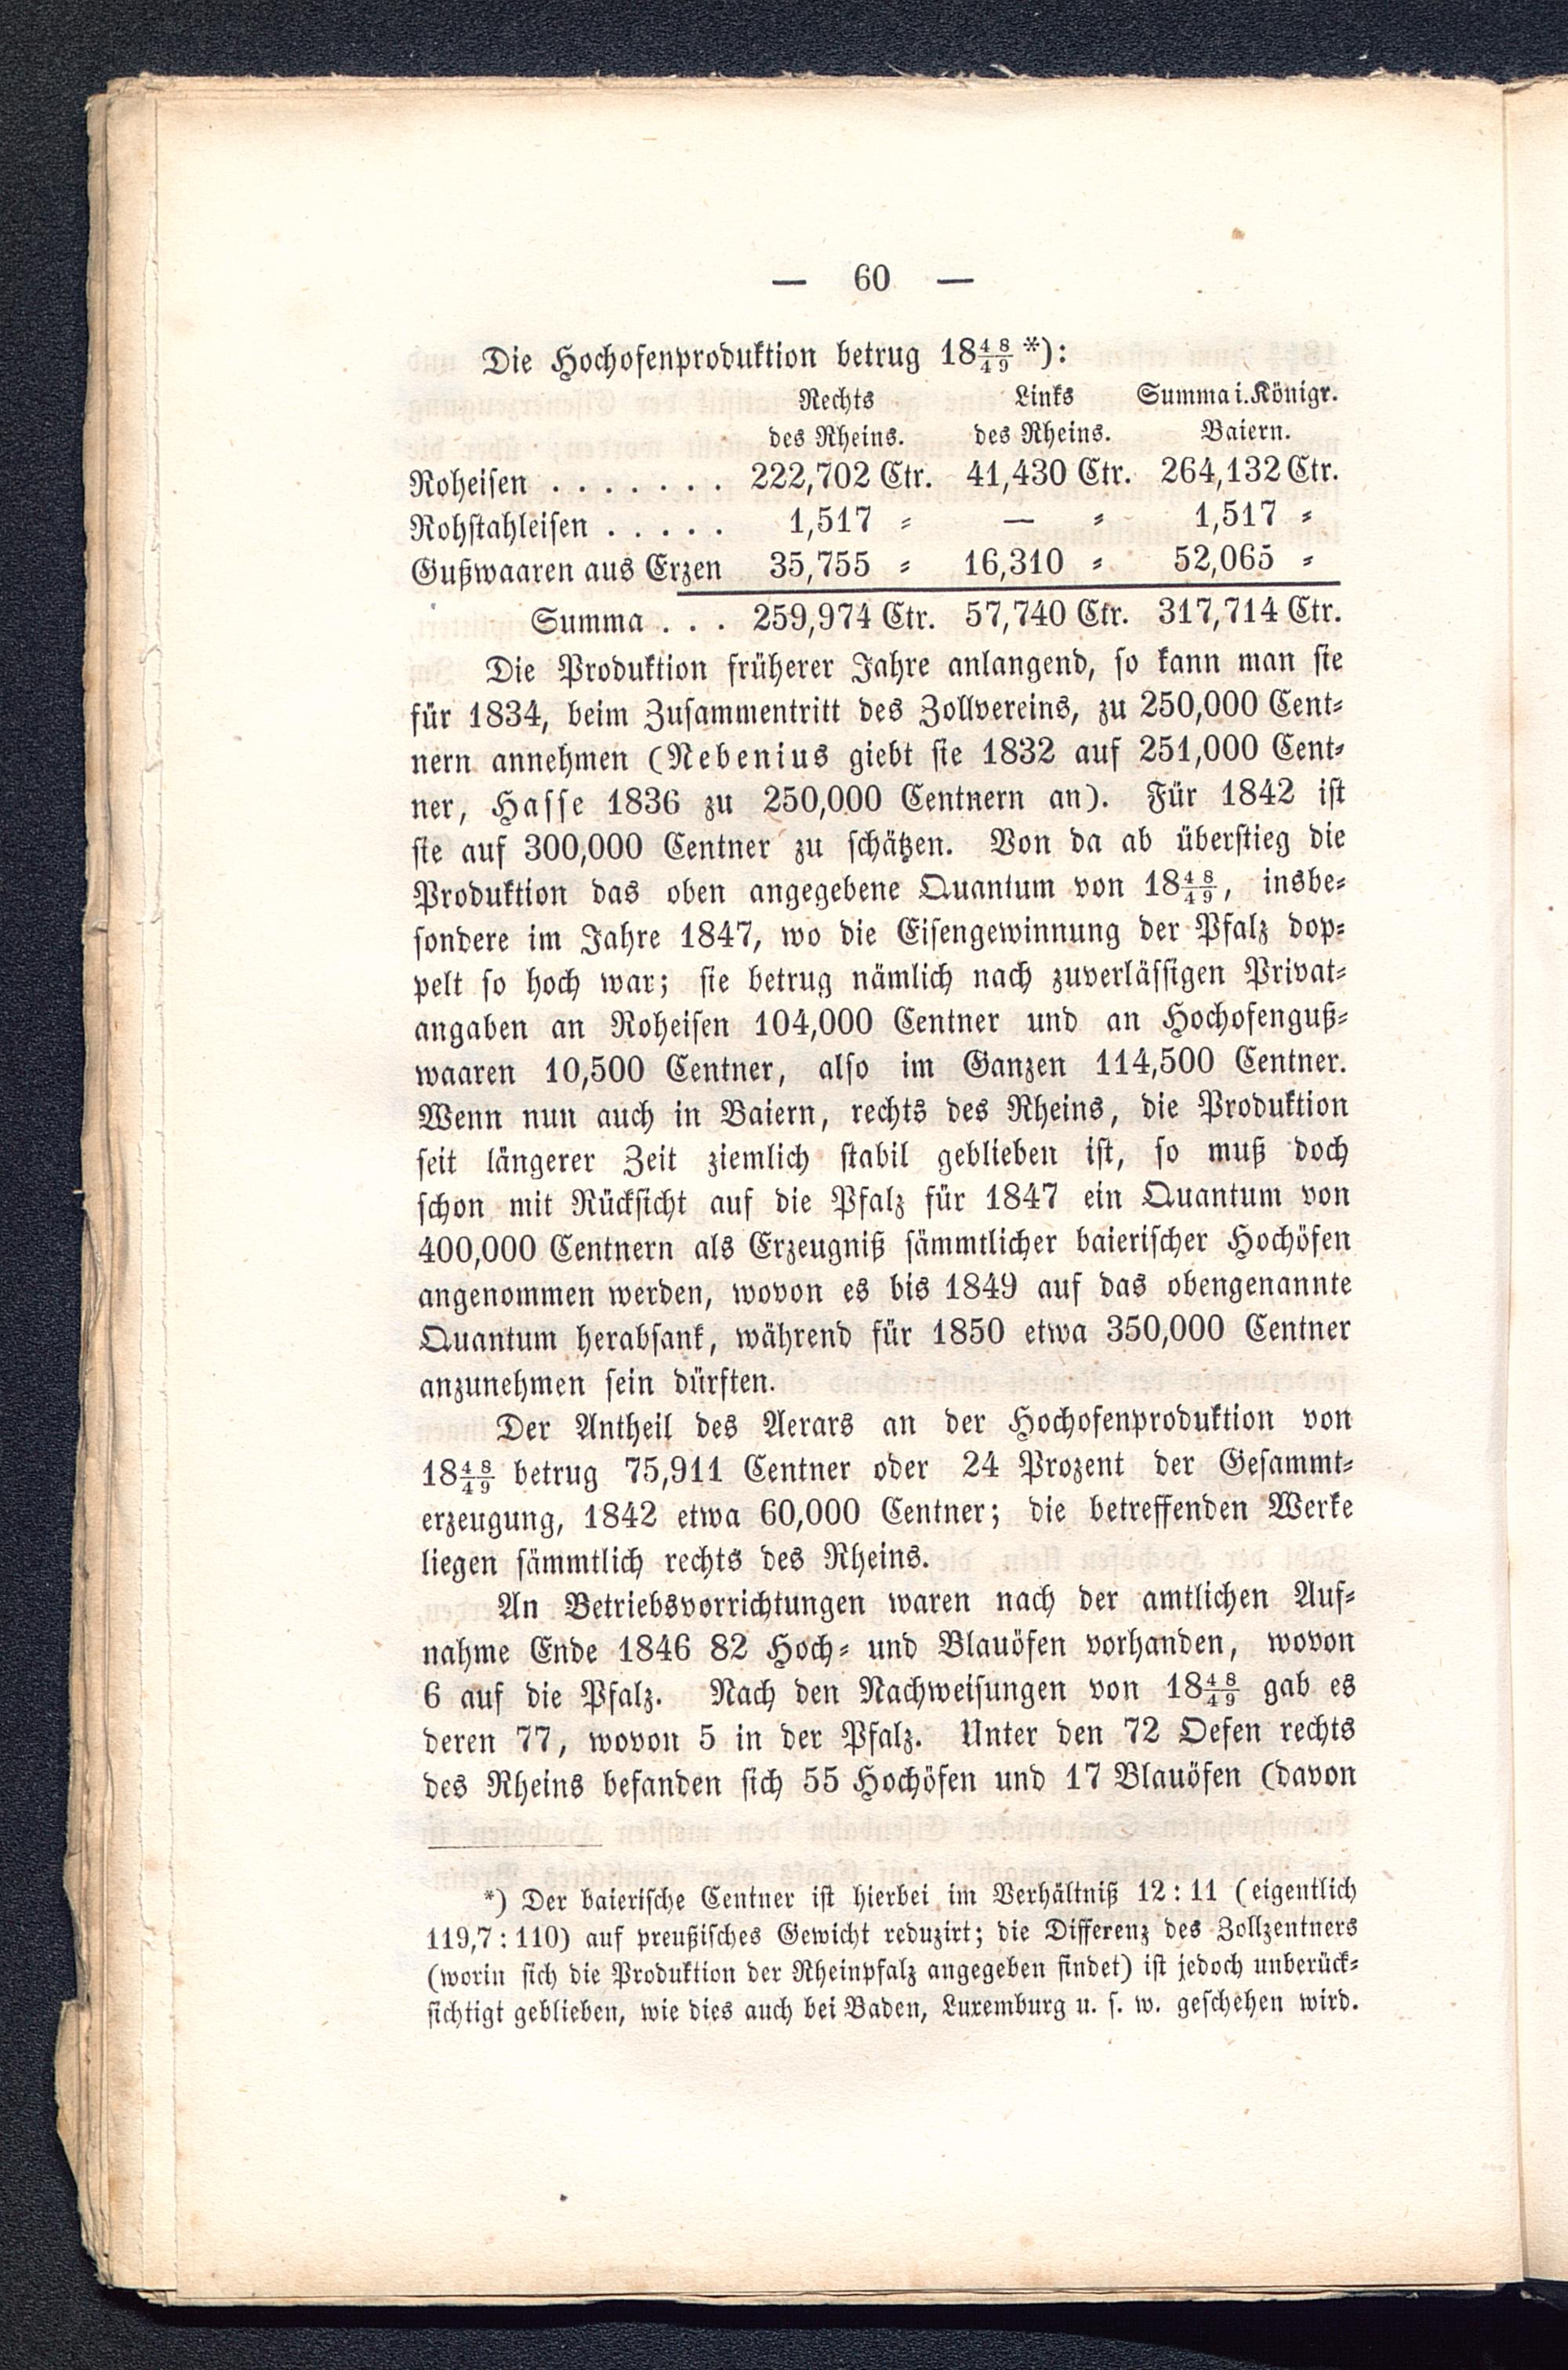 — 60 —
Die Hochofenproduktion betrug 18 48/49 *):
Rechts Links Summa i. Königr.
des Rheins. des Rheins. Baiern.
Roheisen . . . . . . . 222,702 Ctr. 41,430 Ctr. 264,132 Ctr.
Rohstahleisen . . . . . 1,517 = — = 1,517 =
Gußwaaren aus Erzen 35,755 = 16,310 = 52,065 =
Summa . . . 259,974 Ctr. 57,740 Ctr. 317,714 Ctr.
Die Produktion früherer Jahre anlangend, so kann man sie
für 1834, beim Zusammentritt des Zollvereins, zu 250,000 Cent=
nern annehmen (Nebenius giebt sie 1832 auf 251,000 Cent=
ner, Hasse 1836 zu 250,000 Centnern an). Für 1842 ist
sie auf 300,000 Centner zu schätzen. Von da ab überstieg die
Produktion das oben angegebene Quantum von 18 48/49, insbe=
sondere im Jahre 1847, wo die Eisengewinnung der Pfalz dop=
pelt so hoch war; sie betrug nämlich nach zuverlässigen Privat=
angaben an Roheisen 104,000 Centner und an Hochofenguß=
waaren 10,500 Centner, also im Ganzen 114,500 Centner.
Wenn nun auch in Baiern, rechts des Rheins, die Produktion
seit längerer Zeit ziemlich stabil geblieben ist, so muß doch
schon mit Rücksicht auf die Pfalz für 1847 ein Quantum von
400,000 Centnern als Erzeugniß sämmtlicher baierischer Hochöfen
angenommen werden, wovon es bis 1849 auf das obengenannte
Quantum herabsank, während für 1850 etwa 350,000 Centner
anzunehmen sein dürften.
Der Antheil des Aerars an der Hochofenproduktion von
18 48/49 betrug 75,911 Centner oder 24 Prozent der Gesammt=
erzeugung, 1842 etwa 60,000 Centner; die betreffenden Werke
liegen sämmtlich rechts des Rheins.
An Betriebsvorrichtungen waren nach der amtlichen Auf=
nahme Ende 1846 82 Hoch= und Blauöfen vorhanden, wovon
6 auf die Pfalz. Nach den Nachweisungen von 18 48/49 gab es
deren 77, wovon 5 in der Pfalz. Unter den 72 Oefen rechts
des Rheins befanden sich 55 Hochöfen und 17 Blauöfen (davon
*) Der baierische Centner ist hierbei im Verhältniß 12 : 11 (eigentlich
119,7 : 110) auf preußisches Gewicht reduzirt; die Differenz des Zollzentners
(worin sich die Produktion der Rheinpfalz angegeben findet) ist jedoch unberück=
sichtigt geblieben, wie dies auch bei Baden, Luxemburg u. s. w. geschehen wird.